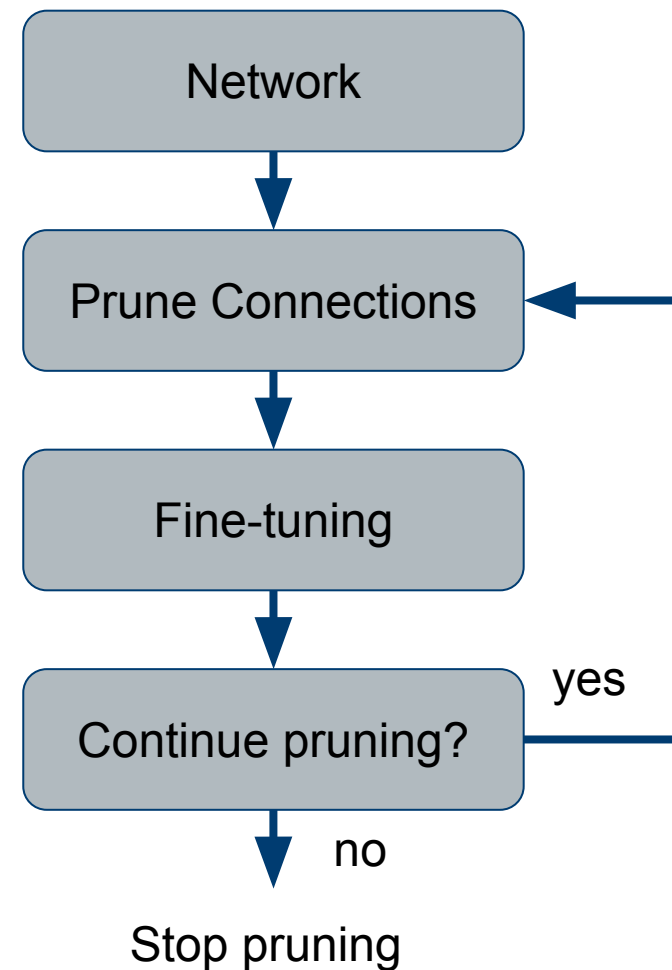 Network
Prune Connections
Fine-tuning
Continue pruning?
yes
no
Stop pruning